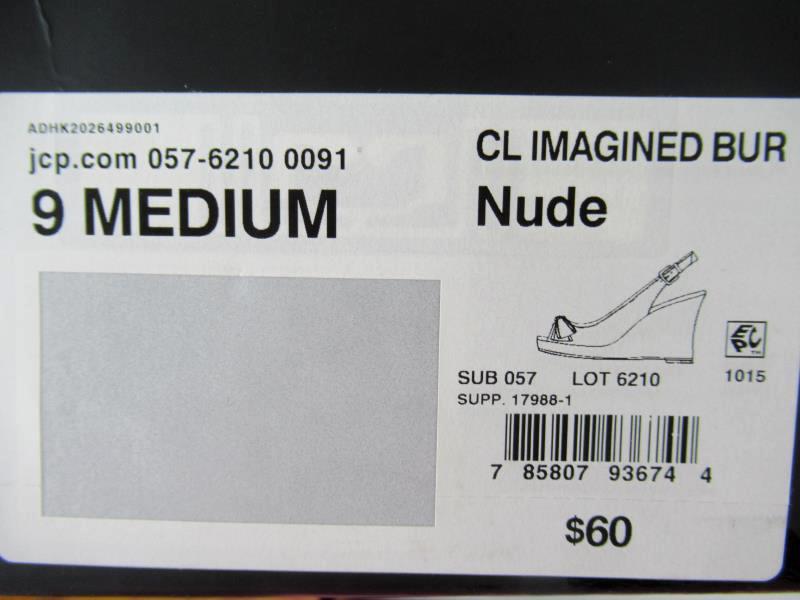 ADHK2026499001
jcp.com 057-6210 0091
9 MEDIUM
CL IMAGINED BUR
Nude
EPC™
1015
SUB 057 LOT 6210
SUPP. 17988-1
7 85807 93674 4
$60